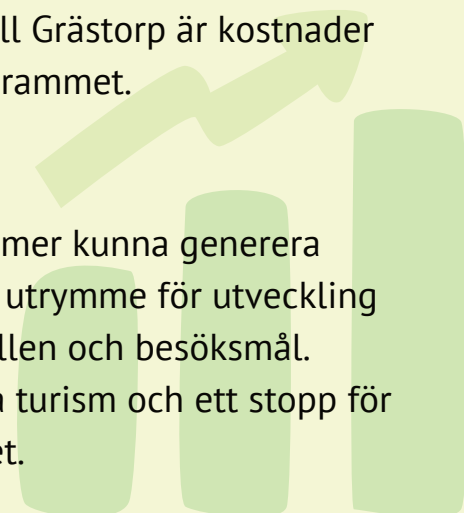 ll Grästorp är kostnader
rammet.
mer kunna generera
utrymme för utveckling
llen och besöksmål.
a turism och ett stopp för
et.